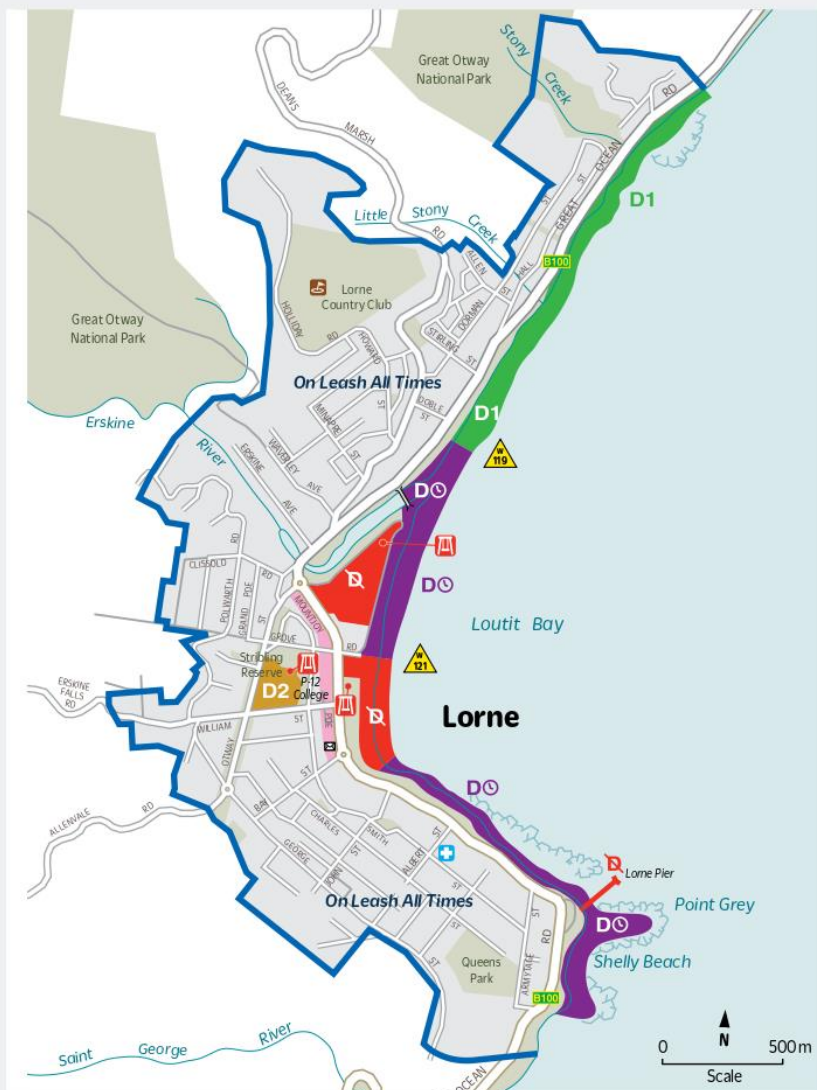 Great Otway
National Park
Stony
Creek
DEANS
MARSH
RD
RD
OCEAN
GREAT
ST
ST
D1
B100
Little Stony Creek
ALLEN
HALL
ST
DORMAN
STIRLING
ST
Lorne
Country Club
HOLLIDAY
RD
HOWARD
ST
Great Otway
National Park
On Leash All Times
DOBLE
ST
MINAPRE
ST
D1
Erskine
River
WAVERLEY
AVE
ERSKINE
AVE
W
119
D
D
CLISSOLD
RD
RD
POLWARTH
GRAND
PDE
ST
MOUNTJOY
D
Loutit Bay
GROVE
RD
Stribling
Reserve
W
121
P-12
College
D2
ERSKINE
FALLS
RD
WILLIAM
ST
PDE
D
Lorne
OTWAY
ST
D
ALLENVALE
RD
BAY
CHARLES
SMITH
ST
GEORGE
JOHN
ST
ALBERT
ST
ST
D
Lorne Pier
On Leash All Times
Point Grey
D
ST
ST
RD
Shelly Beach
Queens
Park
ARMYTAGE
B100
N
0
500 m
Scale
Saint George River
OCEAN